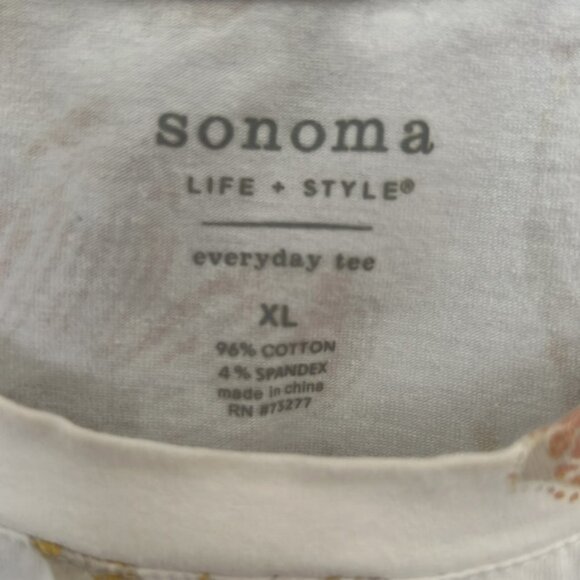 sonoma
LIFE + STYLE®
everyday tee
XL
96% COTTON
4% SPANDEX
made in china
RN #73277